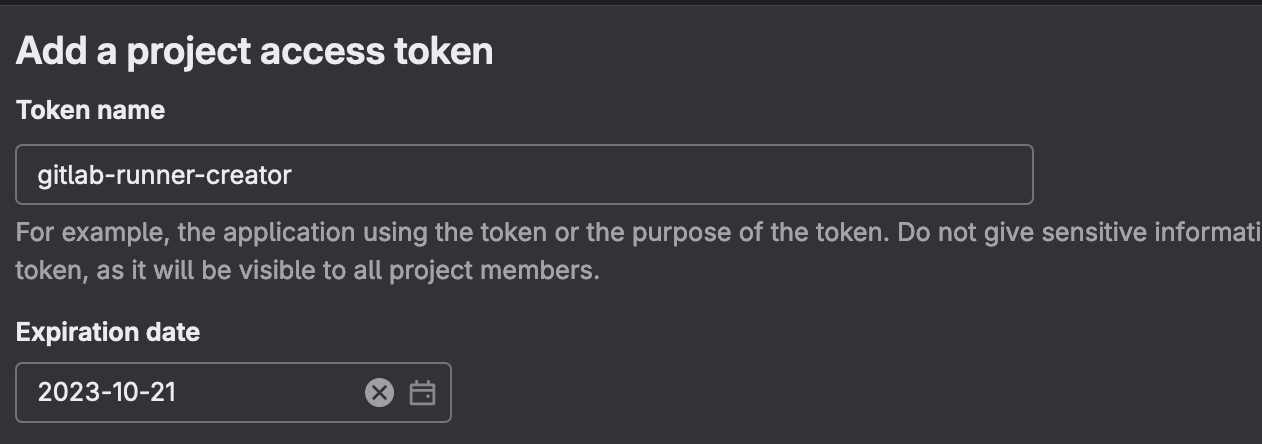 Add a project access token
Token name
gitlab-runner-creator
For example, the application using the token or the purpose of the token. Do not give sensitive informati
token, as it will be visible to all project members.
Expiration date
2023-10-21